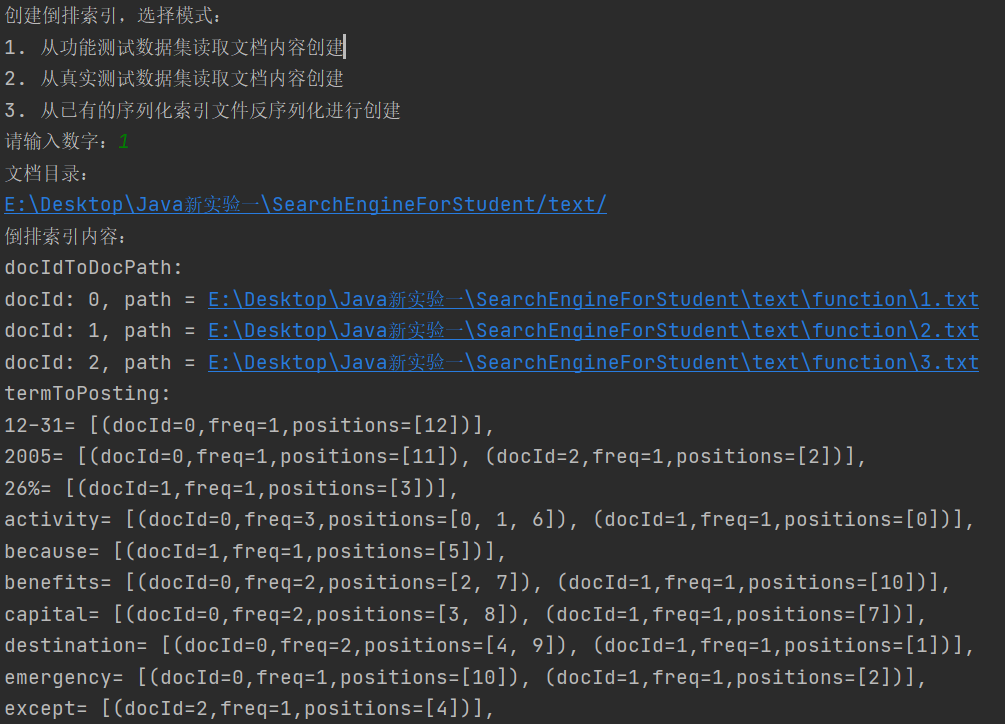 创建倒排索引，选择模式：
1. 从功能测试数据集读取文档内容创建
2. 从真实测试数据集读取文档内容创建
3. 从已有的序列化索引文件反序列化进行创建
请输入数字：1
文档目录：
E:\Desktop\Java新实验一\SearchEngineForStudent/text/
倒排索引内容：
docIdToDocPath:
docId: 0, path = E:\Desktop\Java新实验一\SearchEngineForStudent\text\function\1.txt
docId: 1, path = E:\Desktop\Java新实验一\SearchEngineForStudent\text\function\2.txt
docId: 2, path = E:\Desktop\Java新实验一\SearchEngineForStudent\text\function\3.txt
termToPosting:
12-31= [(docId=0,freq=1,positions=[12])],
2005= [(docId=0,freq=1,positions=[11]), (docId=2,freq=1,positions=[2])],
26%= [(docId=1,freq=1,positions=[3])],
activity= [(docId=0,freq=3,positions=[0, 1, 6]), (docId=1,freq=1,positions=[0])],
because= [(docId=1,freq=1,positions=[5])],
benefits= [(docId=0,freq=2,positions=[2, 7]), (docId=1,freq=1,positions=[10])],
capital= [(docId=0,freq=2,positions=[3, 8]), (docId=1,freq=1,positions=[7])],
destination= [(docId=0,freq=2,positions=[4, 9]), (docId=1,freq=1,positions=[1])],
emergency= [(docId=0,freq=1,positions=[10]), (docId=1,freq=1,positions=[2])],
except= [(docId=2,freq=1,positions=[4])],